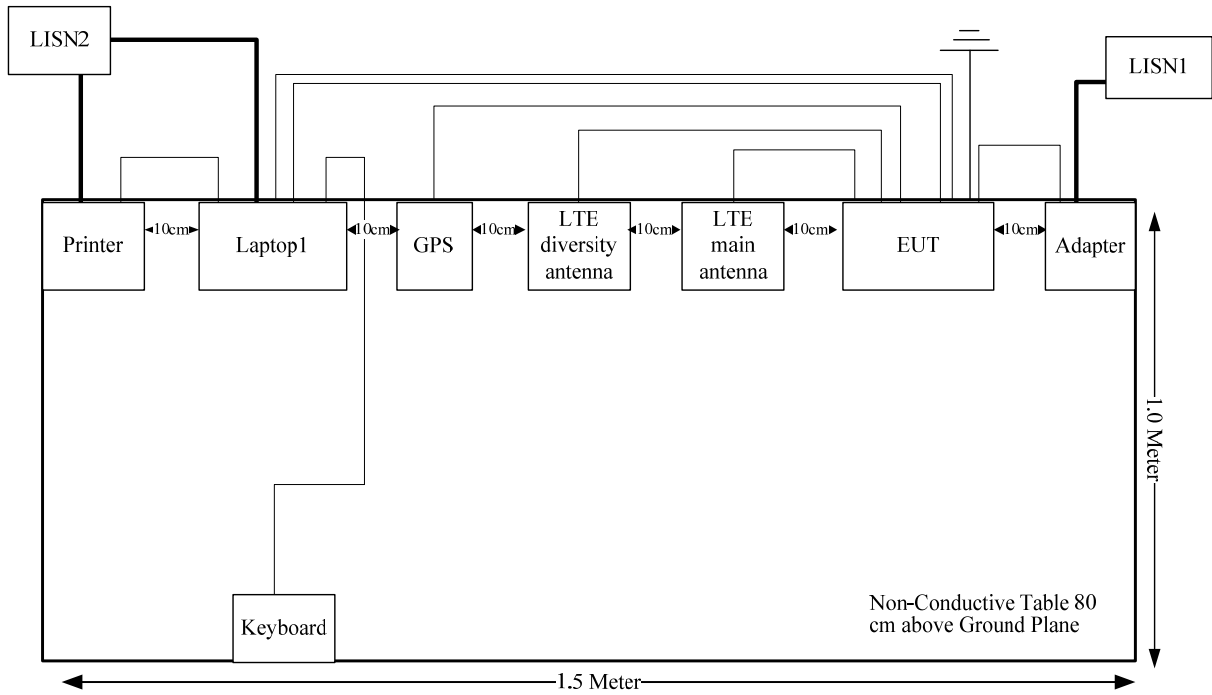 LISN2
LISN1
Printer
10cm
Laptop1
10cm
GPS
10cm
LTE
diversity
antenna
10cm
LTE
main
antenna
10cm
EUT
10cm
Adapter
1.0 Meter
Keyboard
Non-Conductive Table 80
cm above Ground Plane
1.5 Meter